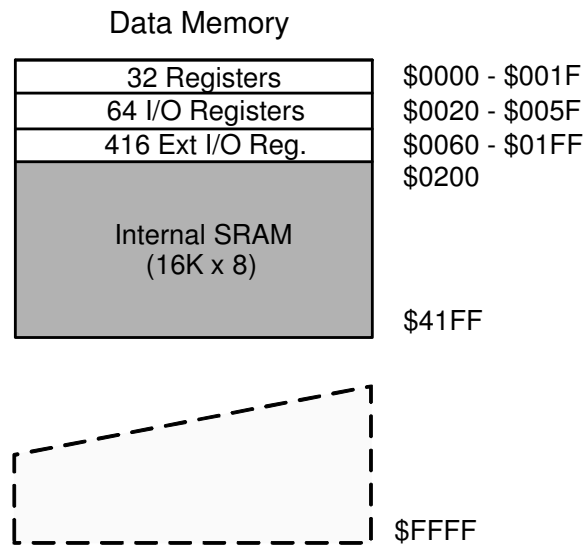 Data Memory
32 Registers $0000 - $001F
64 I/O Registers $0020 - $005F
416 Ext I/O Reg. $0060 - $01FF
$0200
Internal SRAM
(16K x 8)
$41FF
$FFFF